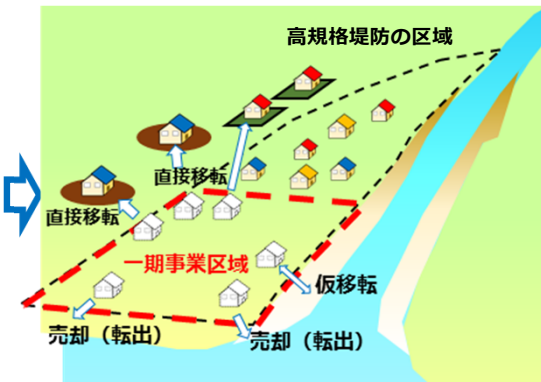 高規格堤防の区域
直接移転
直接移転
一期事業区域
仮移転
売却（転出）
売却（転出）